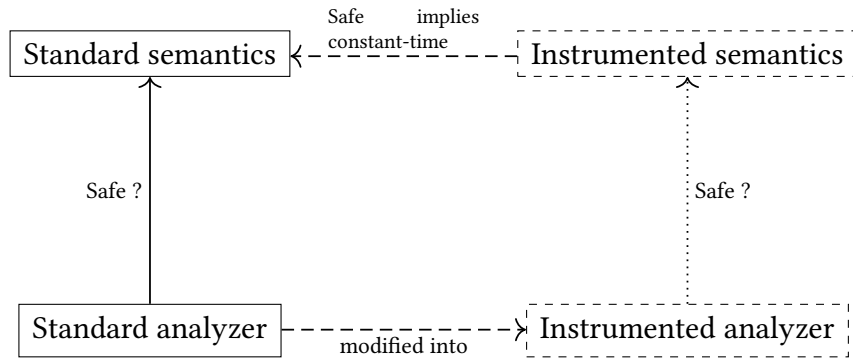 Safe implies
constant-time
Standard semantics
Instrumented semantics
Safe ?
Safe ?
Standard analyzer
Instrumented analyzer
modified into